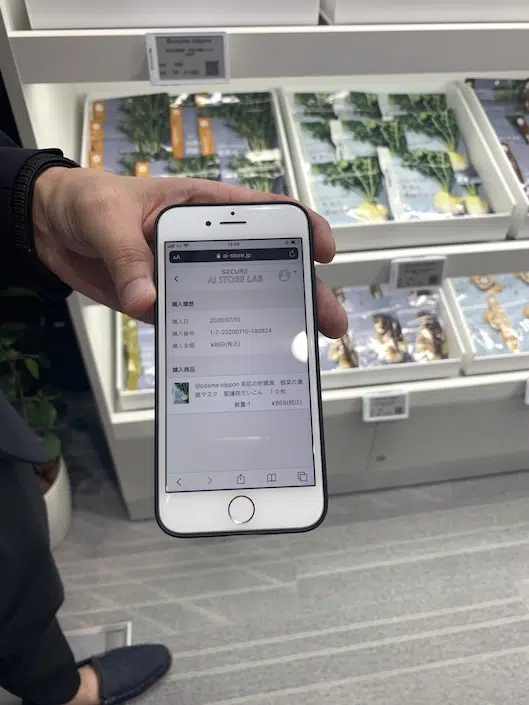 @cosme nippon
ai-store.jp
SECURE
AI STORE LAB
購入履歴
購入日 2020/07/15
購入番号 1-7-20200715-140824
購入金額 ¥869(税込)
購入商品
@cosme nippon 美肌の貯蔵庫 根菜の濃
縮マスク 聖護院だいこん 10枚
数量:1 ¥869(税込)